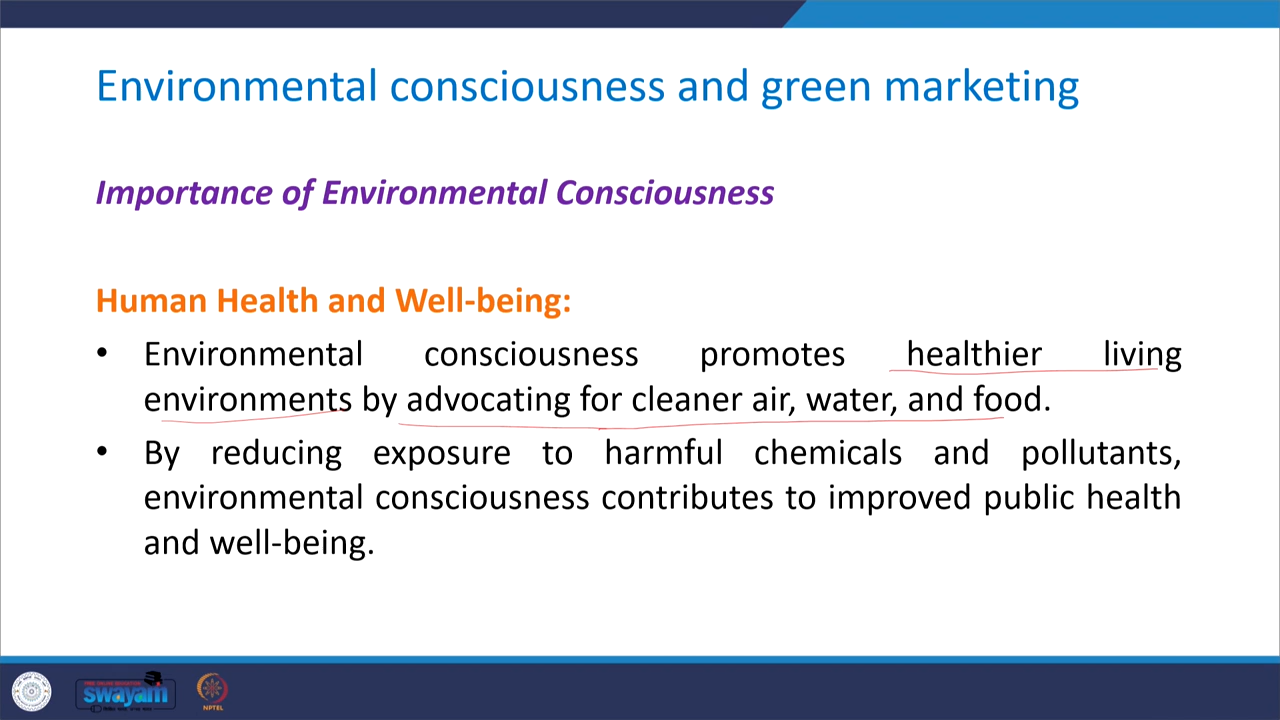 Environmental consciousness and green marketing
Importance of Environmental Consciousness
Human Health and Well-being:
• Environmental consciousness promotes healthier living
environments by advocating for cleaner air, water, and food.
• By reducing exposure to harmful chemicals and pollutants,
environmental consciousness contributes to improved public health
and well-being.
swayam
NPTEL